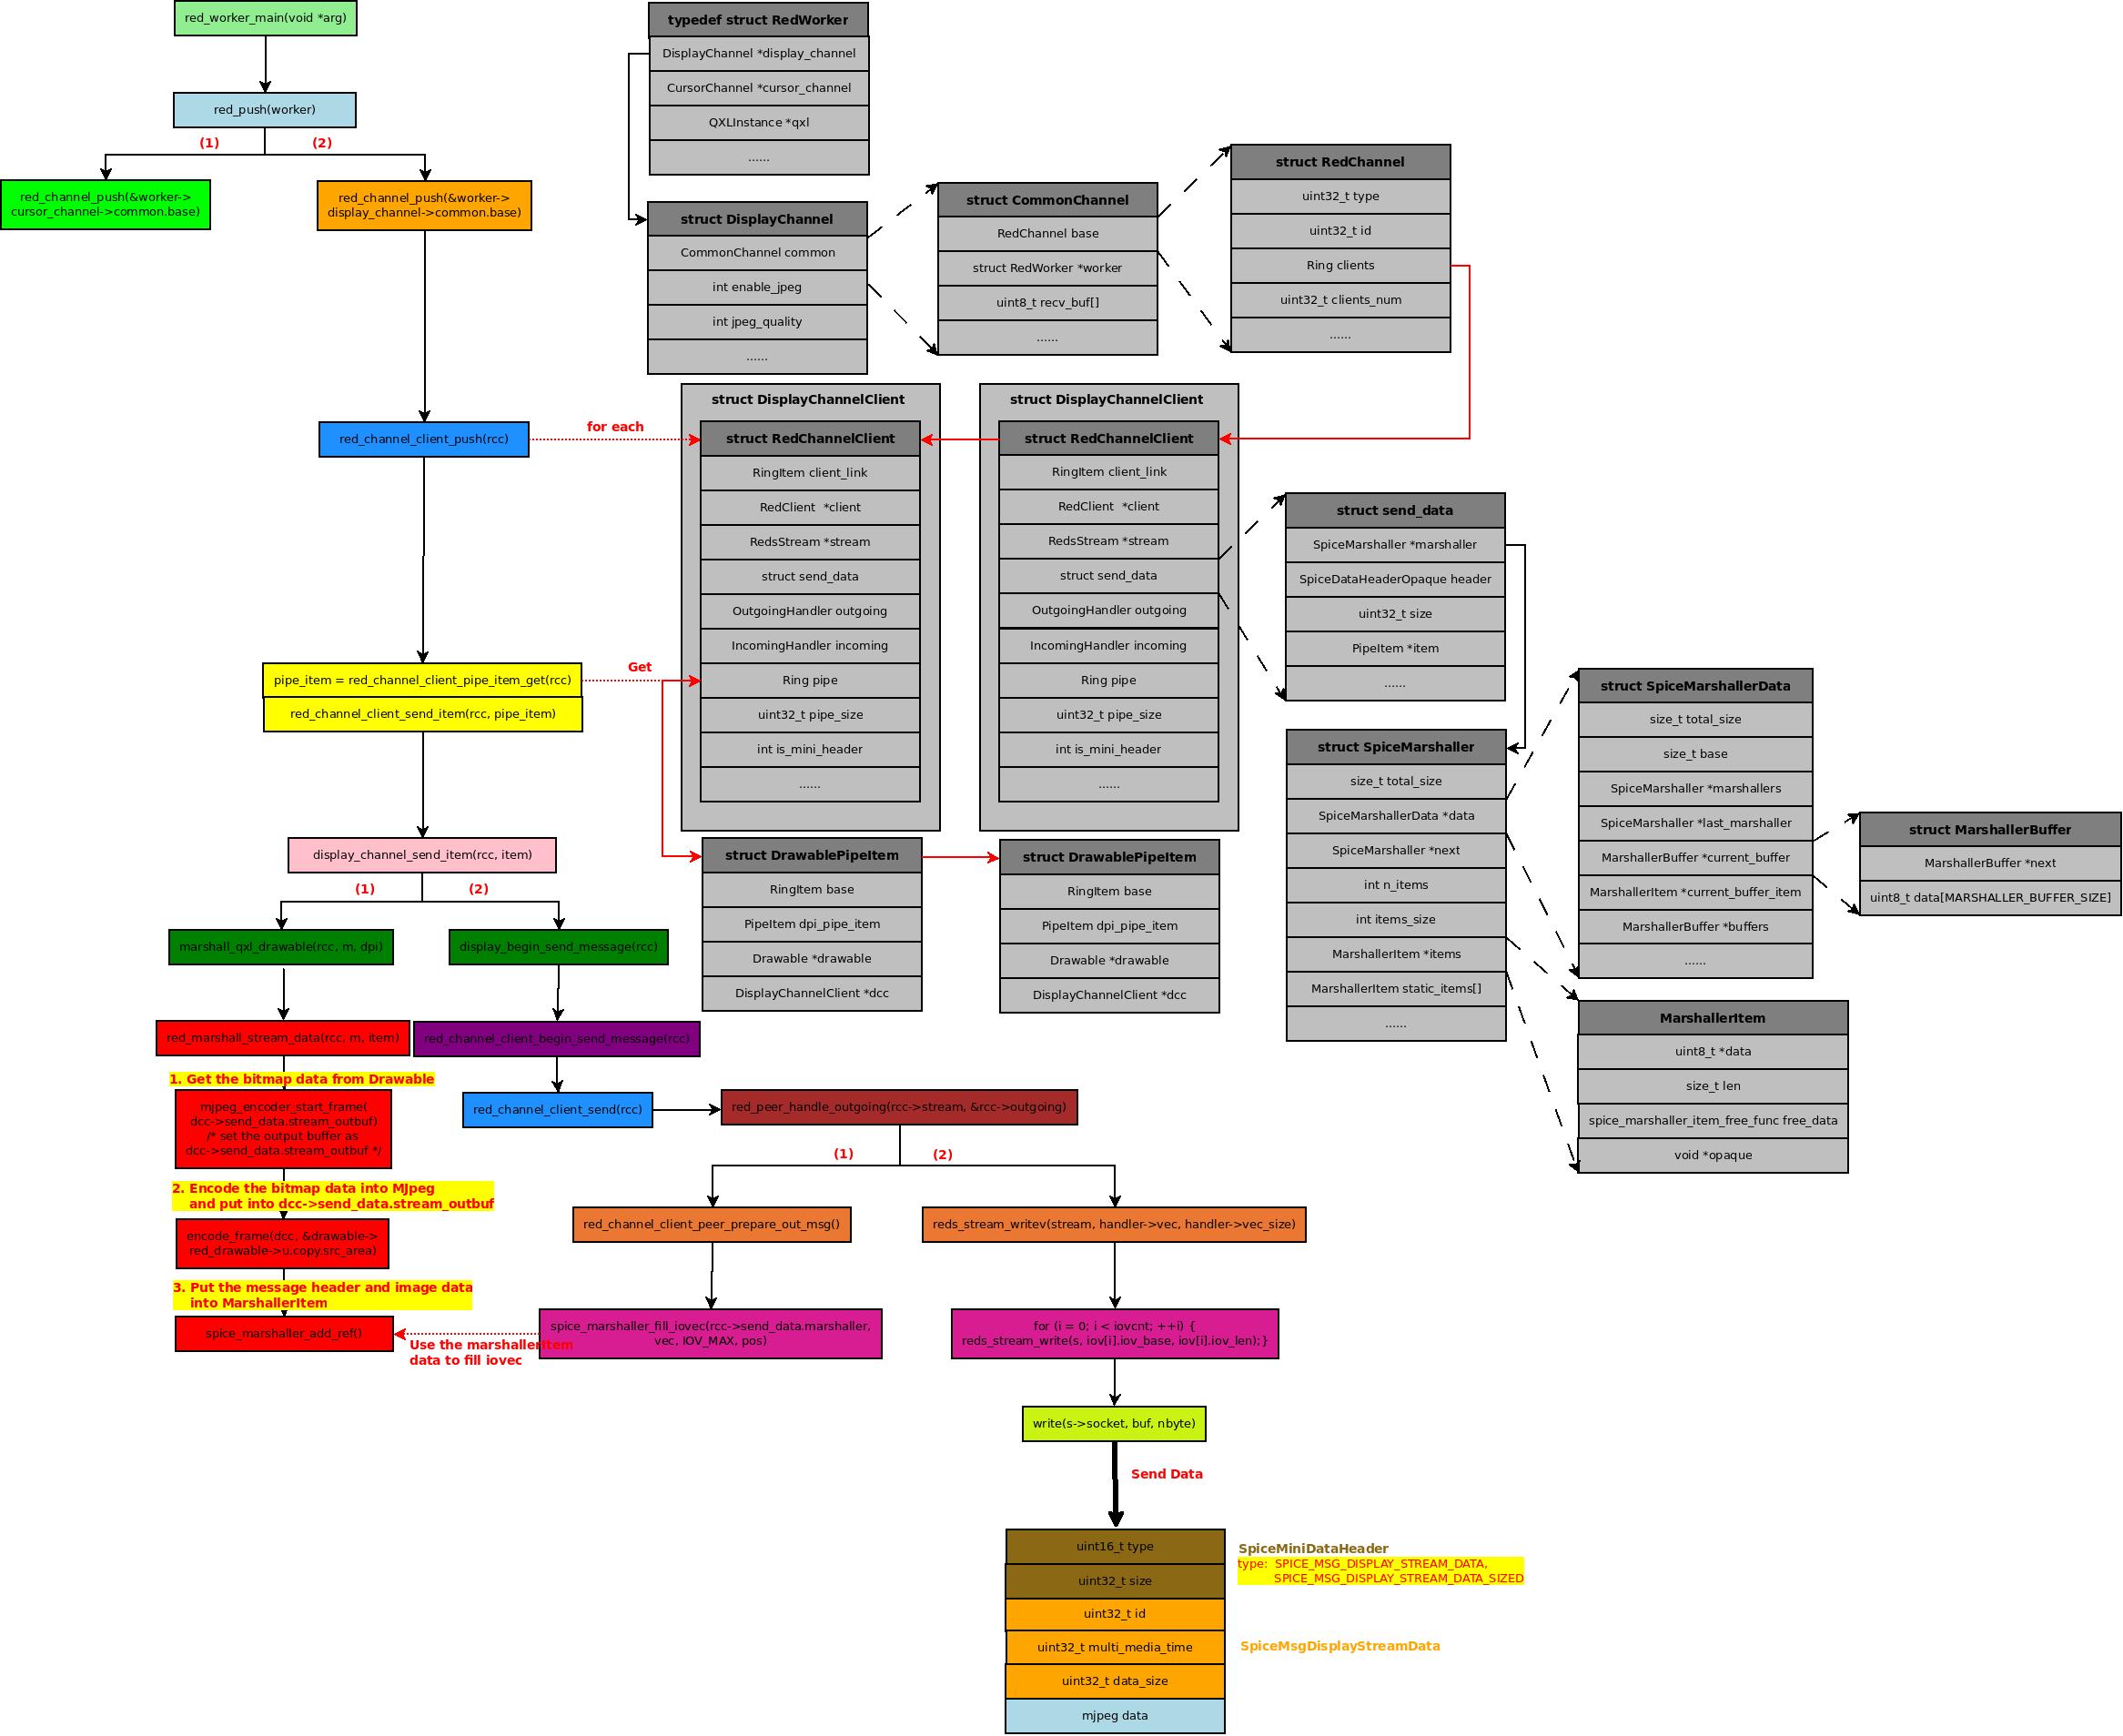 red_worker_main(void *arg)
red_push(worker)
(1)
(2)
red_channel_push(&worker->
cursor_channel->common.base)
red_channel_push(&worker->
display_channel->common.base)
red_channel_client_push(rcc)
for each
pipe_item = red_channel_client_pipe_item_get(rcc)
red_channel_client_send_item(rcc, pipe_item)
Get
display_channel_send_item(rcc, item)
(1)
(2)
marshall_qxl_drawable(rcc, m, dpi)
display_begin_send_message(rcc)
red_marshall_stream_data(rcc, m, item)
red_channel_client_begin_send_message(rcc)
1. Get the bitmap data from Drawable
mjpeg_encoder_start_frame(
dcc->send_data.stream_outbuf)
/* set the output buffer as
dcc->send_data.stream_outbuf */
2. Encode the bitmap data into MJpeg
and put into dcc->send_data.stream_outbuf
encode_frame(dcc, &drawable->
red_drawable->u.copy.src_area)
3. Put the message header and image data
into MarshallerItem
spice_marshaller_add_ref()
Use the marshallerItem
data to fill iovec
red_channel_client_send(rcc)
red_peer_handle_outgoing(rcc->stream, &rcc->outgoing)
(1)
(2)
red_channel_client_peer_prepare_out_msg()
reds_stream_writev(stream, handler->vec, handler->vec_size)
spice_marshaller_fill_iovec(rcc->send_data.marshaller,
vec, IOV_MAX, pos)
for (i = 0; i < iovcnt; ++i) {
reds_stream_write(s, iov[i].iov_base, iov[i].iov_len);}
write(s->socket, buf, nbyte)
Send Data
uint16_t type
uint32_t size
uint32_t id
uint32_t multi_media_time
uint32_t data_size
mjpeg data
SpiceMiniDataHeader
type: SPICE_MSG_DISPLAY_STREAM_DATA,
SPICE_MSG_DISPLAY_STREAM_DATA_SIZED
SpiceMsgDisplayStreamData
typedef struct RedWorker
DisplayChannel *display_channel
CursorChannel *cursor_channel
QXLInstance *qxl
......
struct DisplayChannel
CommonChannel common
int enable_jpeg
int jpeg_quality
......
struct CommonChannel
RedChannel base
struct RedWorker *worker
uint8_t recv_buf[]
......
struct RedChannel
uint32_t type
uint32_t id
Ring clients
uint32_t clients_num
......
struct DisplayChannelClient
struct RedChannelClient
RingItem client_link
RedClient *client
RedsStream *stream
struct send_data
OutgoingHandler outgoing
IncomingHandler incoming
Ring pipe
uint32_t pipe_size
int is_mini_header
......
struct DisplayChannelClient
struct RedChannelClient
RingItem client_link
RedClient *client
RedsStream *stream
struct send_data
OutgoingHandler outgoing
IncomingHandler incoming
Ring pipe
uint32_t pipe_size
int is_mini_header
......
struct DrawablePipeItem
RingItem base
PipeItem dpi_pipe_item
Drawable *drawable
DisplayChannelClient *dcc
struct DrawablePipeItem
RingItem base
PipeItem dpi_pipe_item
Drawable *drawable
DisplayChannelClient *dcc
struct send_data
SpiceMarshaller *marshaller
SpiceDataHeaderOpaque header
uint32_t size
PipeItem *item
......
struct SpiceMarshaller
size_t total_size
SpiceMarshallerData *data
SpiceMarshaller *next
int n_items
int items_size
MarshallerItem *items
MarshallerItem static_items[]
......
struct SpiceMarshallerData
size_t total_size
size_t base
SpiceMarshaller *marshallers
SpiceMarshaller *last_marshaller
MarshallerBuffer *current_buffer
MarshallerItem *current_buffer_item
MarshallerBuffer *buffers
......
struct MarshallerBuffer
MarshallerBuffer *next
uint8_t data[MARSHALLER_BUFFER_SIZE]
MarshallerItem
uint8_t *data
size_t len
spice_marshaller_item_free_func free_data
void *opaque